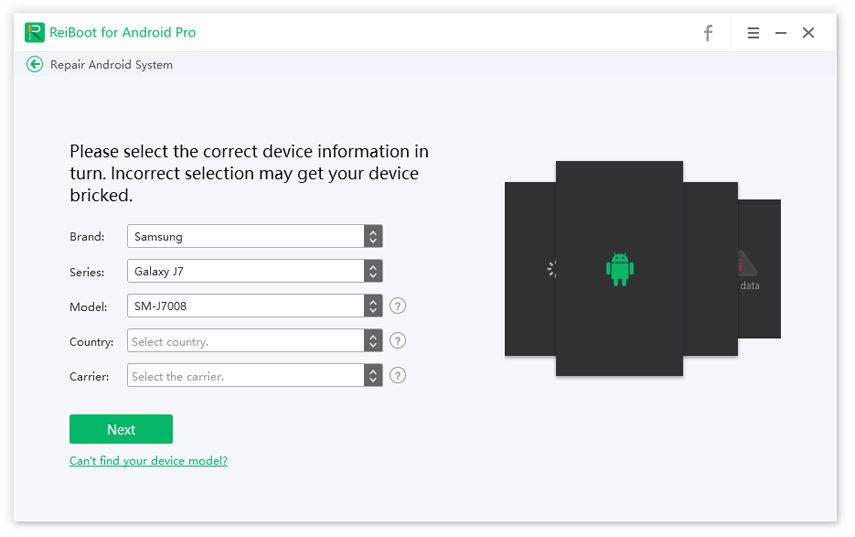 ReiBoot for Android Pro
Repair Android System
Please select the correct device information in
turn. Incorrect selection may get your device
bricked.
Brand: Samsung
Series: Galaxy J7
Model: SM-J7008 ?
Country: Select country. ?
Carrier: Select the carrier. ?
data
Next
Can't find your device model?